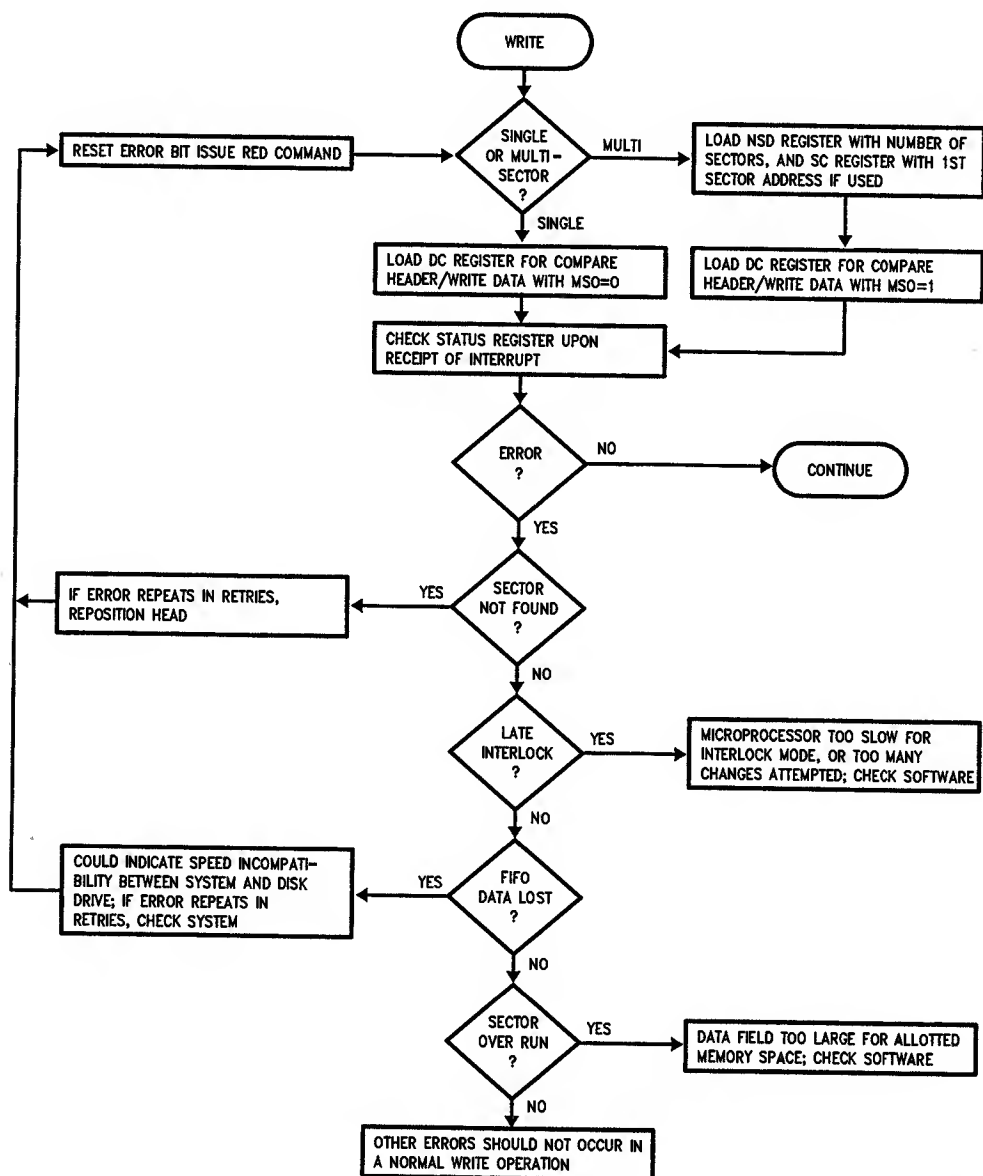 WRITE
SINGLE
OR MULTI-
SECTOR
?
MULTI
LOAD NSD REGISTER WITH NUMBER OF
SECTORS, AND SC REGISTER WITH 1ST
SECTOR ADDRESS IF USED
RESET ERROR BIT ISSUE RED COMMAND
SINGLE
LOAD DC REGISTER FOR COMPARE
HEADER/WRITE DATA WITH MSO=0
LOAD DC REGISTER FOR COMPARE
HEADER/WRITE DATA WITH MSO=1
CHECK STATUS REGISTER UPON
RECEIPT OF INTERRUPT
ERROR
?
NO
CONTINUE
YES
SECTOR
NOT FOUND
?
YES
IF ERROR REPEATS IN RETRIES,
REPOSITION HEAD
NO
LATE
INTERLOCK
?
YES
MICROPROCESSOR TOO SLOW FOR
INTERLOCK MODE, OR TOO MANY
CHANGES ATTEMPTED; CHECK SOFTWARE
NO
FIFO
DATA LOST
?
YES
COULD INDICATE SPEED INCOMPATI-
BILITY BETWEEN SYSTEM AND DISK
DRIVE; IF ERROR REPEATS IN
RETRIES, CHECK SYSTEM
NO
SECTOR
OVER RUN
?
YES
DATA FIELD TOO LARGE FOR ALLOTTED
MEMORY SPACE; CHECK SOFTWARE
NO
OTHER ERRORS SHOULD NOT OCCUR IN
A NORMAL WRITE OPERATION